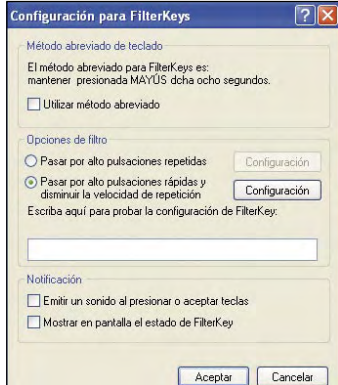 Configuración para FilterKeys
Método abreviado de teclado
El método abreviado para FilterKeys es:
mantener presionada MAYÚS dcha ocho segundos.
Utilizar método abreviado
Opciones de filtro
Pasar por alto pulsaciones repetidas
Configuración
Pasar por alto pulsaciones rápidas y
disminuir la velocidad de repetición
Configuración
Escriba aquí para probar la configuración de FilterKey:
Notificación
Emitir un sonido al presionar o aceptar teclas
Mostrar en pantalla el estado de FilterKey
Aceptar
Cancelar